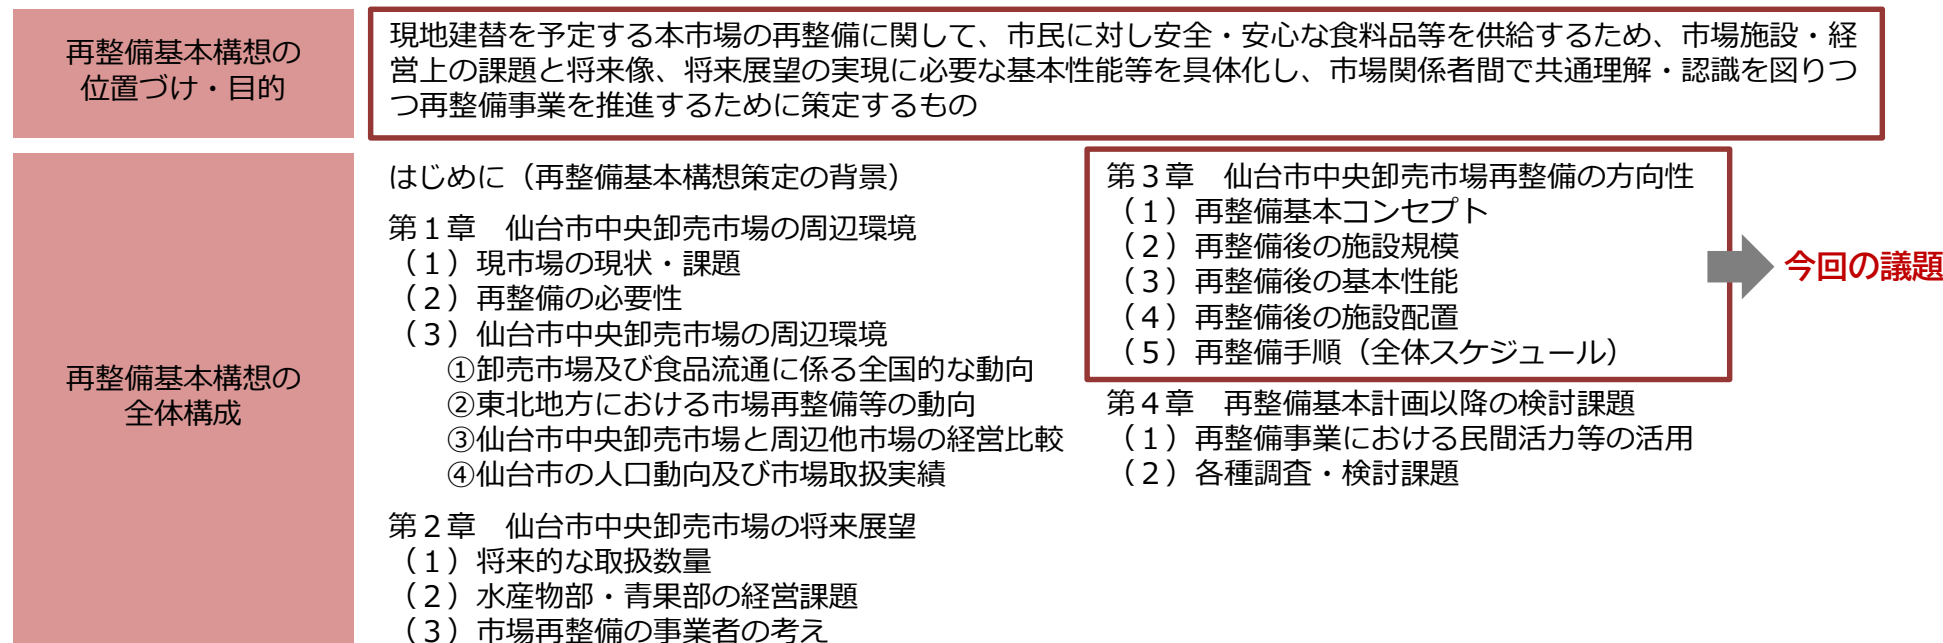 再整備基本構想の
位置づけ・目的
現地建替を予定する本市場の再整備に関して、市民に対し安全・安心な食料品等を供給するため、市場施設・経
営上の課題と将来像、将来展望の実現に必要な基本性能等を具体化し、市場関係者間で共通理解・認識を図りつ
つ再整備事業を推進するために策定するもの
再整備基本構想の
全体構成
はじめに（再整備基本構想策定の背景）
第１章　仙台市中央卸売市場の周辺環境
（１）現市場の現状・課題
（２）再整備の必要性
（３）仙台市中央卸売市場の周辺環境
①卸売市場及び食品流通に係る全国的な動向
②東北地方における市場再整備等の動向
③仙台市中央卸売市場と周辺他市場の経営比較
④仙台市の人口動向及び市場取扱実績
第２章　仙台市中央卸売市場の将来展望
（１）将来的な取扱数量
（２）水産物部・青果部の経営課題
（３）市場再整備の事業者の考え
第３章　仙台市中央卸売市場再整備の方向性
（１）再整備基本コンセプト
（２）再整備後の施設規模
（３）再整備後の基本性能
（４）再整備後の施設配置
（５）再整備手順（全体スケジュール）
今回の議題
第４章　再整備基本計画以降の検討課題
（１）再整備事業における民間活力等の活用
（２）各種調査・検討課題